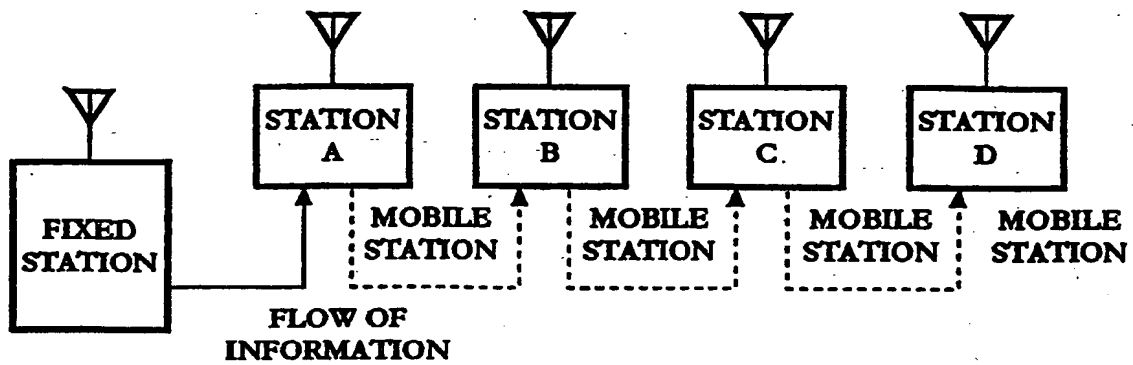 STATION
A
STATION
B
STATION
C.
STATION
D
FIXED
STATION
MOBILE
STATION
MOBILE
STATION
MOBILE
STATION
MOBILE
STATION
FLOW OF
INFORMATION